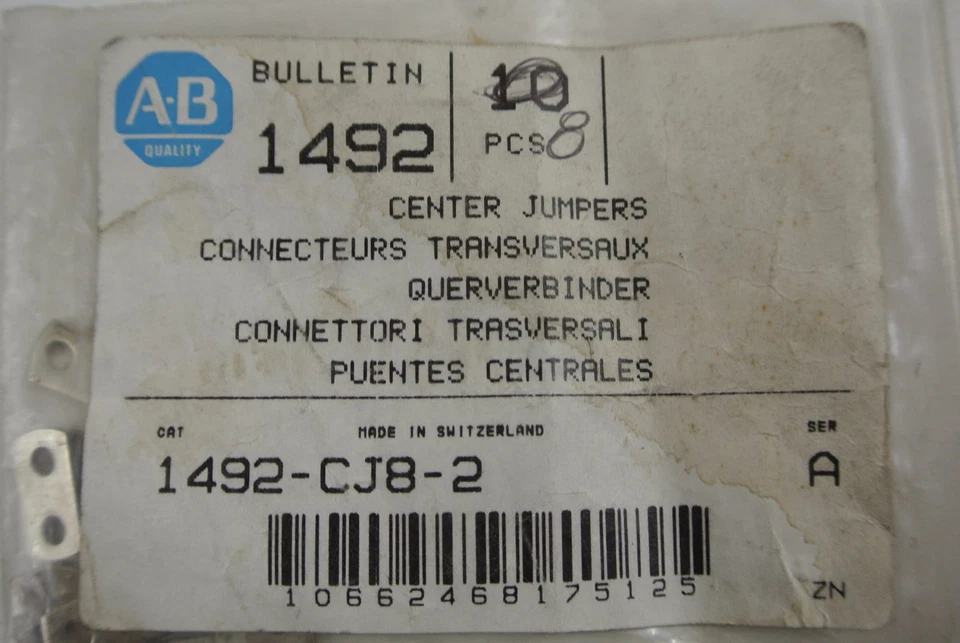 A-B
QUALITY
BULLETIN
1492
10
PCS 8
CENTER JUMPERS
CONNECTEURS TRANSVERSAUX
QUERVERBINDER
CONNETTORI TRASVERSALI
PUENTES CENTRALES
CAT
MADE IN SWITZERLAND
SER
1492-CJ8-2
A
10662468175125
ZN